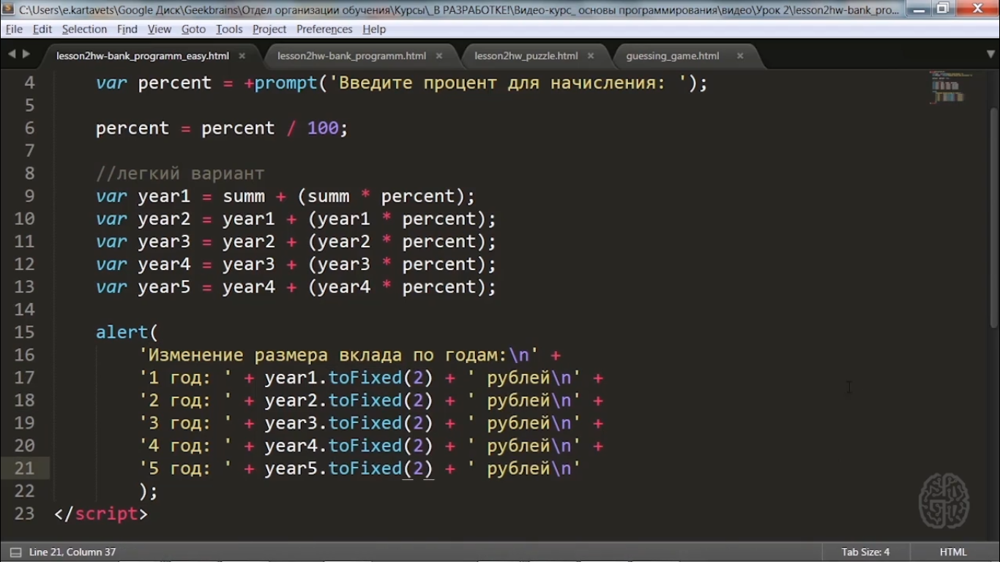 C:\Users\e.kartavets\Google Диск\Geekbrains\Отдел организации обучения\Курсы\_В РАЗРАБОТКЕ!\Видео-курс_ основы программирования\видео\Урок 2\lesson2hw-bank_pro...
File Edit Selection Find View Goto Tools Project Preferences Help
lesson2hw-bank_programm_easy.html × lesson2hw-bank_programm.html × lesson2hw_puzzle.html × guessing_game.html ×
4 var percent = +prompt('Введите процент для начисления: ');
5
6 percent = percent / 100;
7
8 //легкий вариант
9 var year1 = summ + (summ * percent);
10 var year2 = year1 + (year1 * percent);
11 var year3 = year2 + (year2 * percent);
12 var year4 = year3 + (year3 * percent);
13 var year5 = year4 + (year4 * percent);
14
15 alert(
16 'Изменение размера вклада по годам:\n' +
17 '1 год: ' + year1.toFixed(2) + ' рублей\n' +
18 '2 год: ' + year2.toFixed(2) + ' рублей\n' +
19 '3 год: ' + year3.toFixed(2) + ' рублей\n' +
20 '4 год: ' + year4.toFixed(2) + ' рублей\n' +
21 '5 год: ' + year5.toFixed(2) + ' рублей\n'
22 );
23 </script>
Line 21, Column 37 Tab Size: 4 HTML